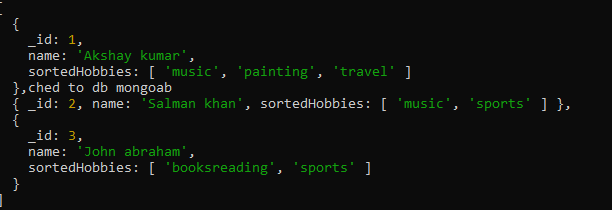 [
  {
    _id: 1,
    name: 'Akshay kumar',
    sortedHobbies: [ 'music', 'painting', 'travel' ]
  },ched to db mongoab
  { _id: 2, name: 'Salman khan', sortedHobbies: [ 'music', 'sports' ] },
  {
    _id: 3,
    name: 'John abraham',
    sortedHobbies: [ 'booksreading', 'sports' ]
  }
]